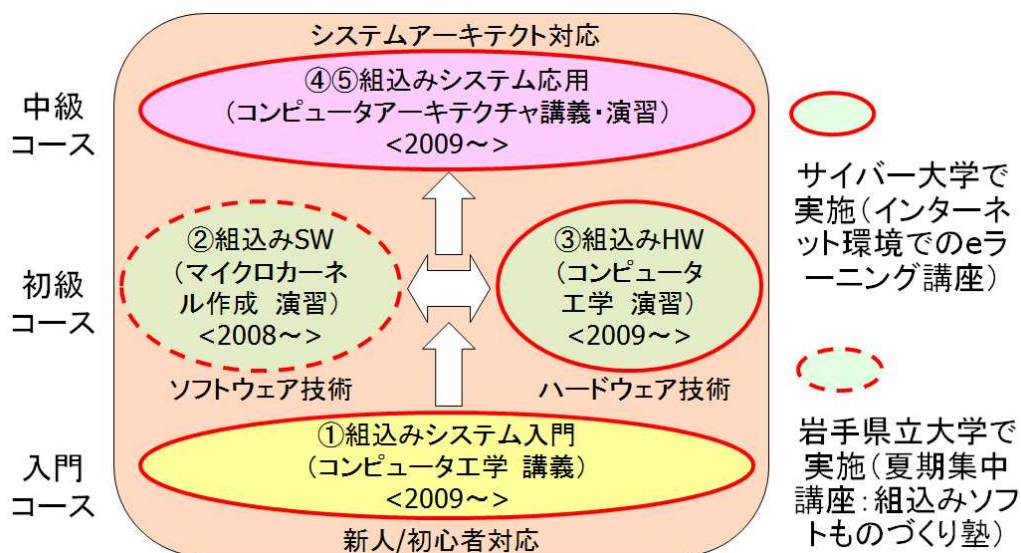 システムアーキテクト対応
中級
コース
④⑤組込みシステム応用
(コンピュータアーキテクチャ講義・演習)
<2009~>
初級
コース
②組込みSW
(マイクロカーネ
ル作成 演習)
<2008~>
ソフトウェア技術
③組込みHW
(コンピュータ
工学 演習)
<2009~>
ハードウェア技術
入門
コース
①組込みシステム入門
(コンピュータ工学 講義)
<2009~>
新人/初心者対応
サイバー大学で
実施(インターネ
ット環境でのeラ
ーニング講座)
岩手県立大学で
実施(夏期集中
講座:組込みソフ
トものづくり塾)